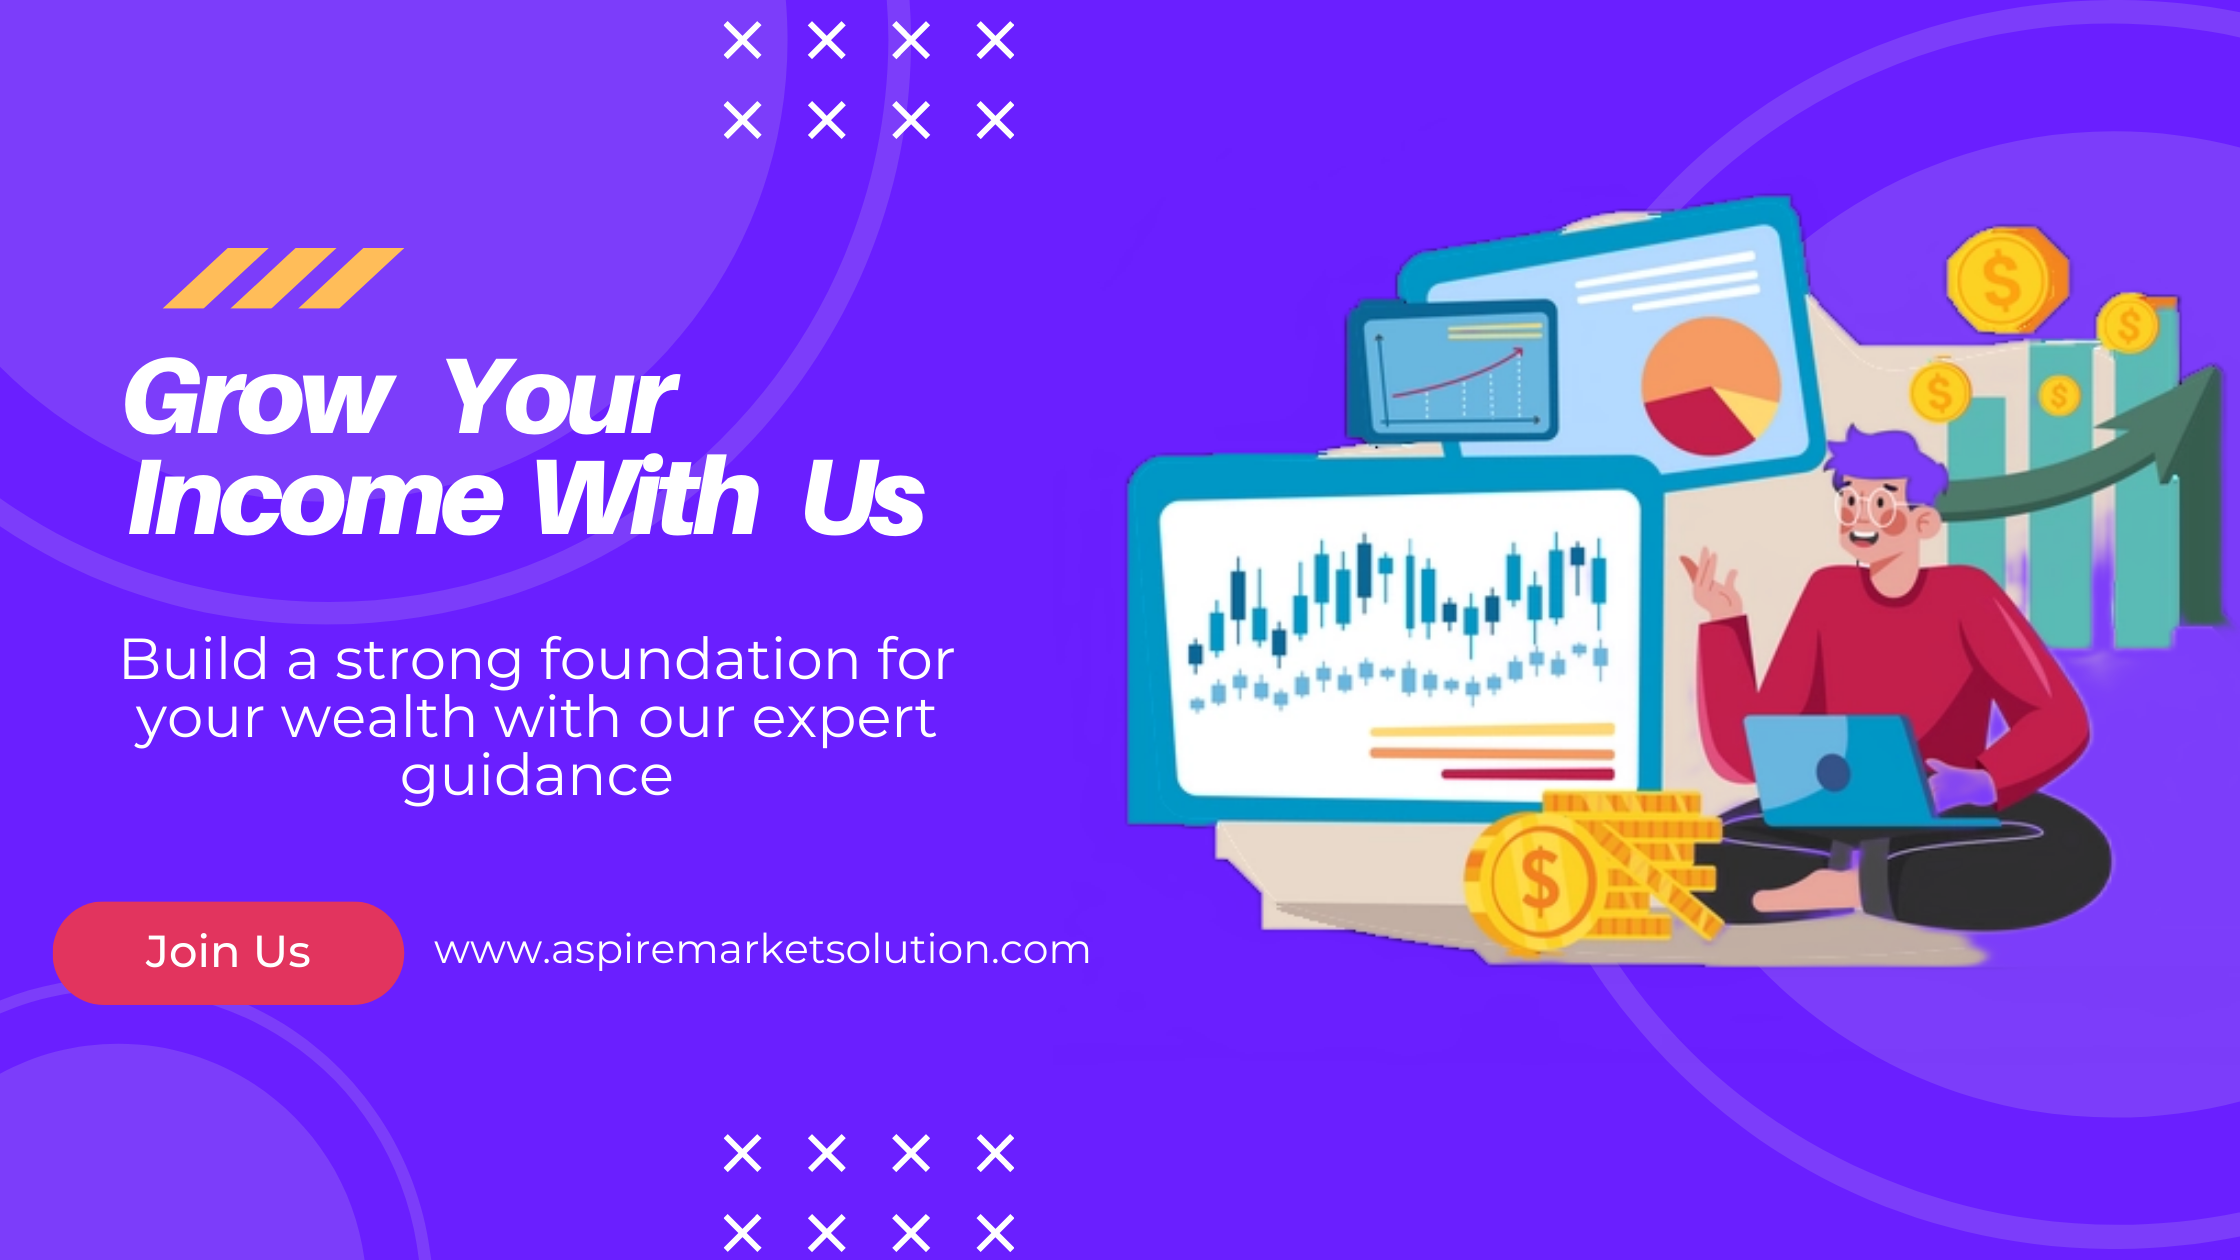 Grow Your
Income With Us
Build a strong foundation for
your wealth with our expert
guidance
Join Us
www.aspiremarketsolution.com
$
$
$
$
$